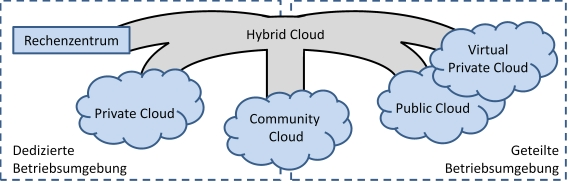 Rechenzentrum
Hybrid Cloud
Virtual
Private Cloud
Private Cloud
Community
Cloud
Public Cloud
Dedizierte
Betriebsumgebung
Geteilte
Betriebsumgebung